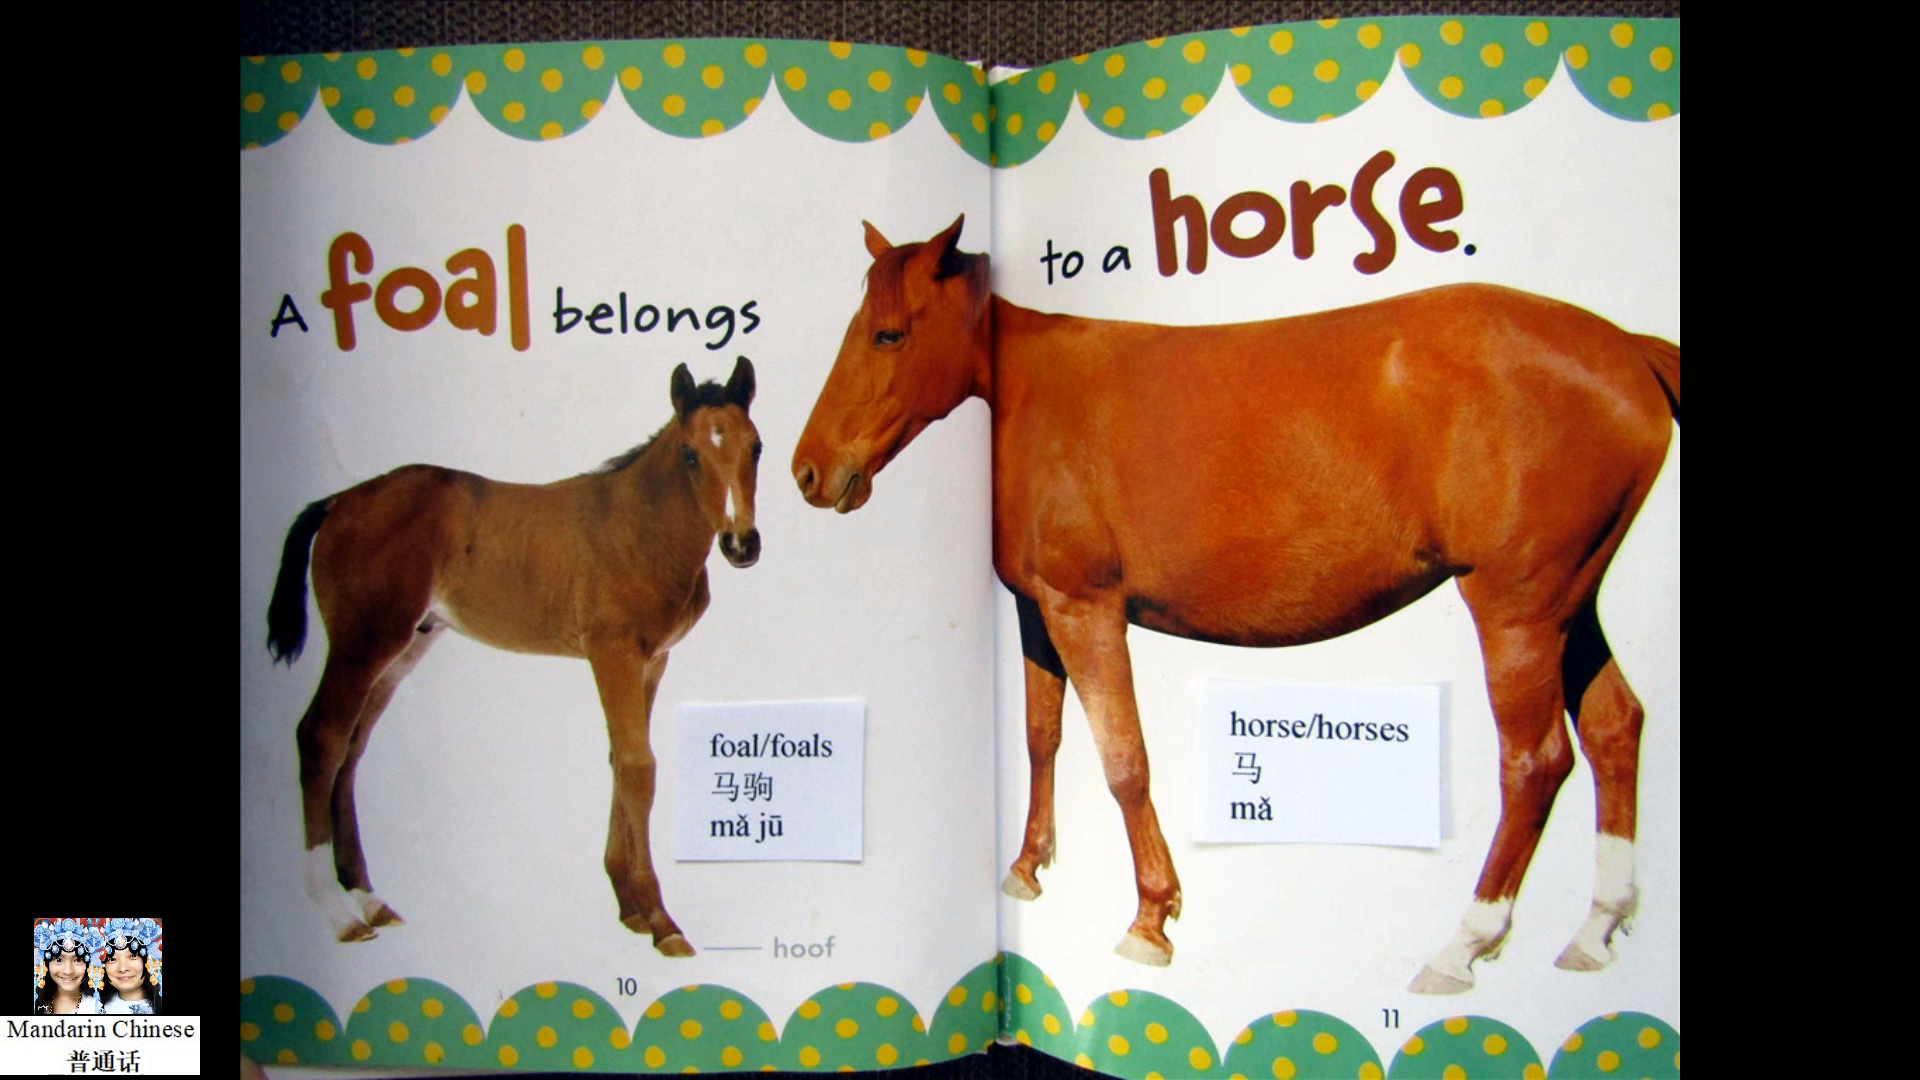 A foal belongs
to a horse.
foal/foals
马驹
mǎ jū
horse/horses
马
mǎ
hoof
10
11
Mandarin Chinese
普通话